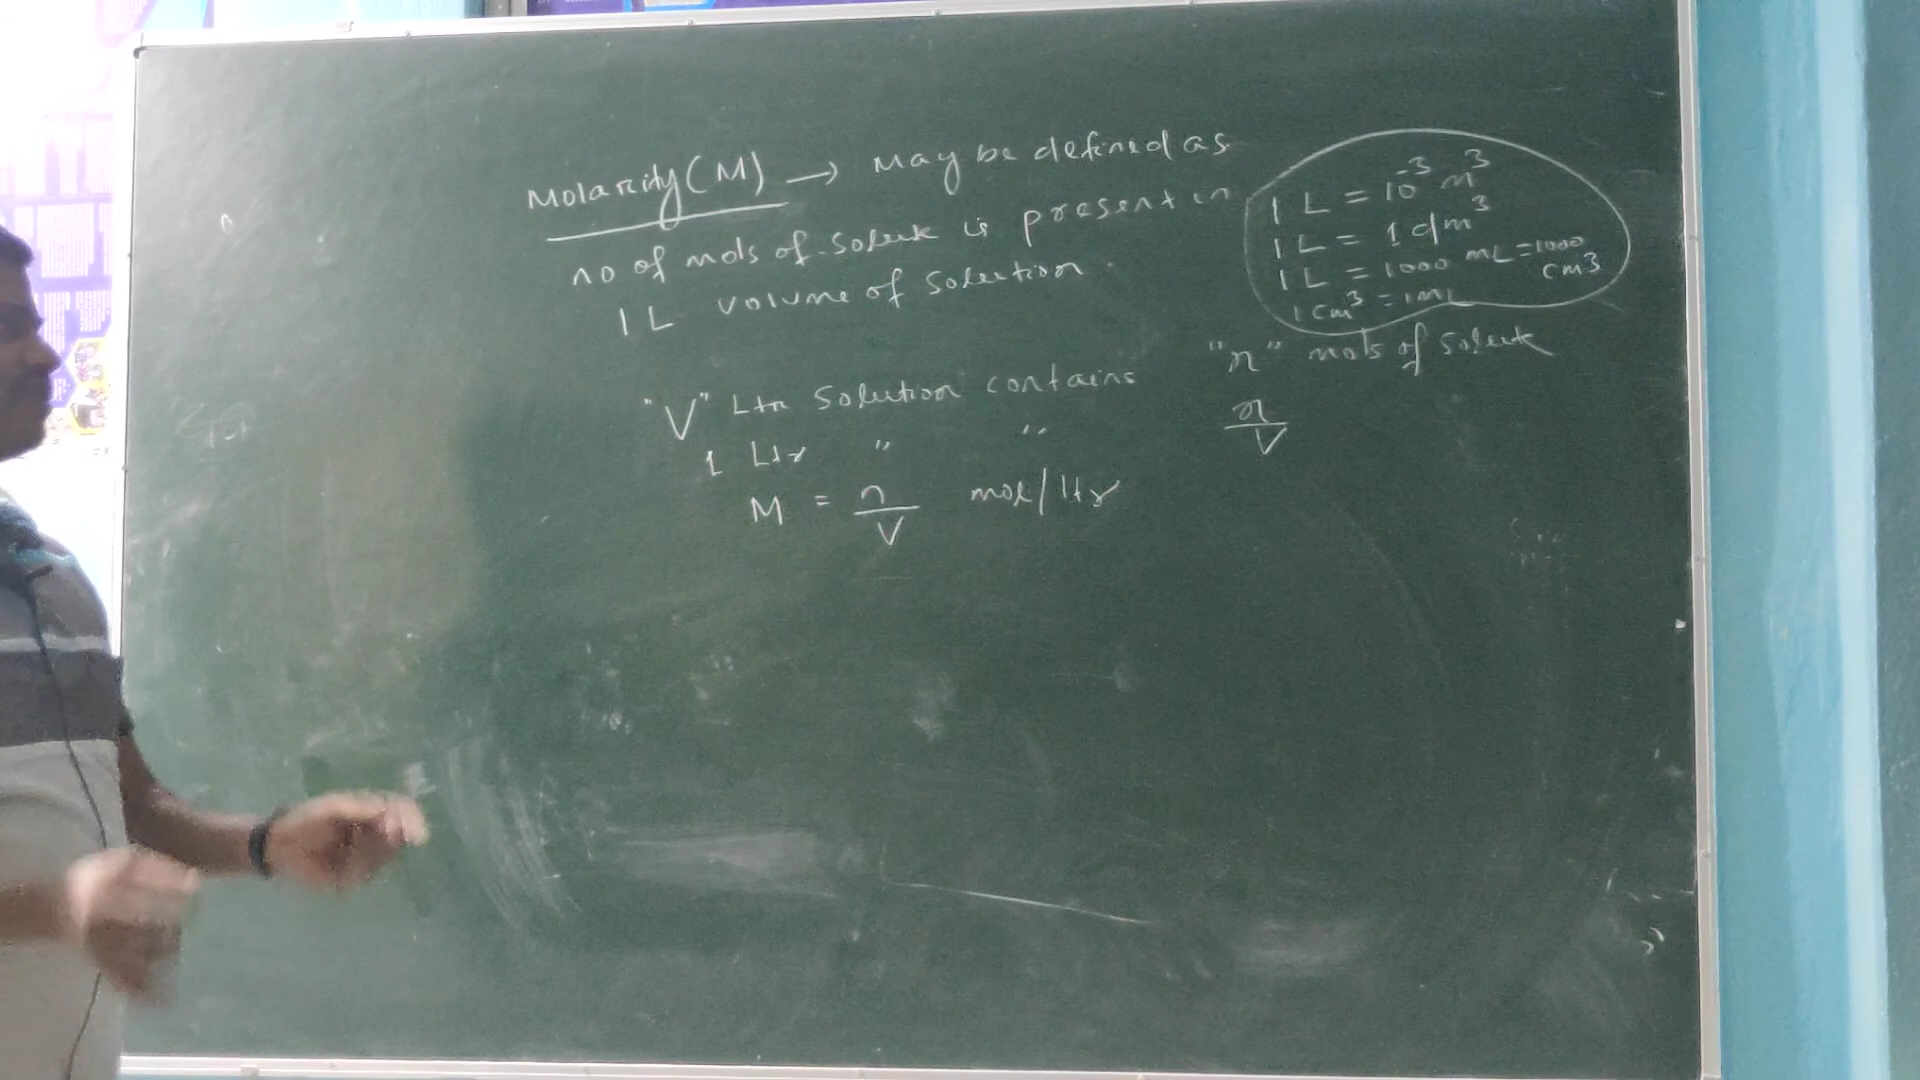 Molarity (M) → May be defined as
no of mols of solute is present in
1 L volume of solution.
1 L = 10⁻³ m³
1 L = 1 dm³
1 L = 1000 mL = 1000 cm³
1 cm³ = 1 mL
"V" Ltr Solution contains "n" mols of solute
1 Ltr " " n/V
M = n/V mol/ltr